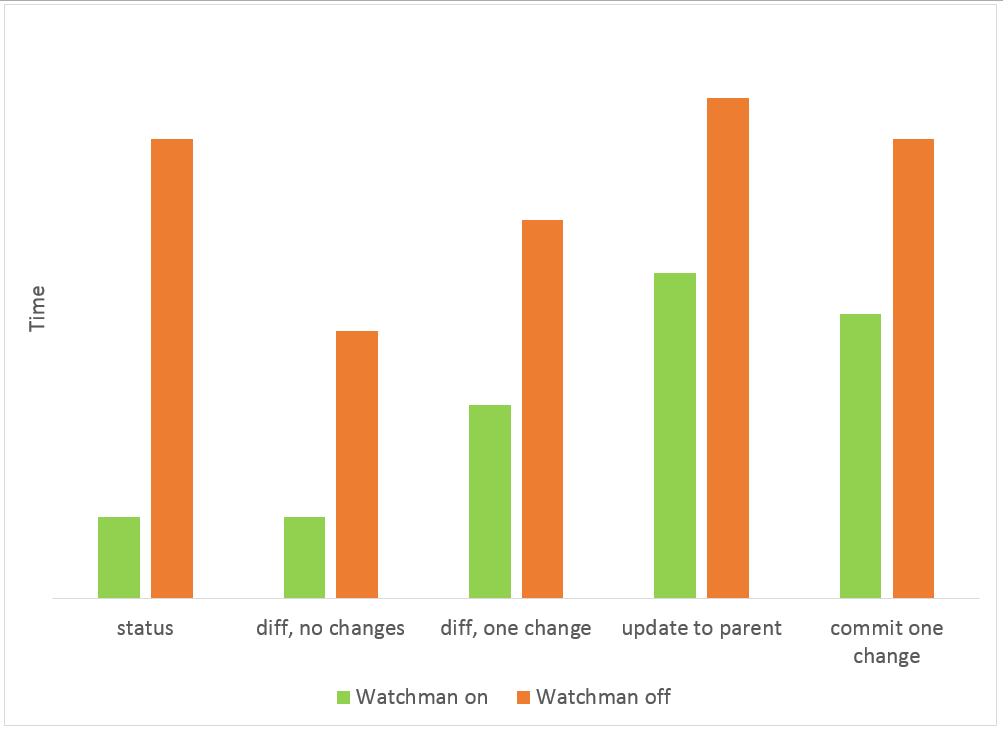 Time
status
diff, no changes
diff, one change
update to parent
commit one
change
Watchman on
Watchman off